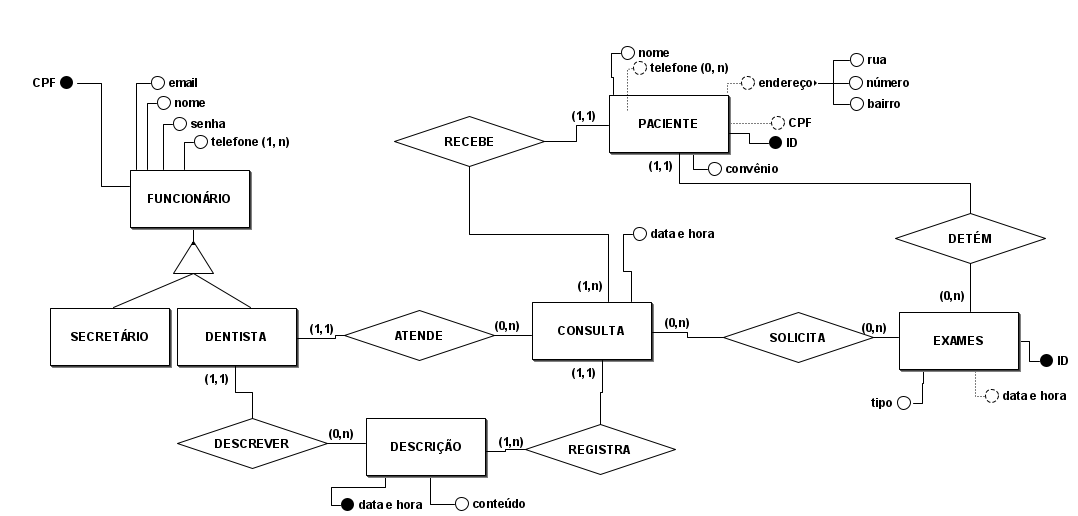 nome
telefone (0, n)
rua
CPF
email
endereço
número
nome
bairro
senha
(1,1)
PACIENTE
CPF
telefone (1, n)
RECEBE
ID
(1,1)
convênio
FUNCIONÁRIO
data e hora
DETÉM
(1,n)
(0,n)
SECRETÁRIO
DENTISTA
(1,1)
ATENDE
(0,n)
CONSULTA
(0,n)
SOLICITA
(0,n)
EXAMES
ID
(1,1)
(1,1)
tipo
data e hora
DESCREVER
(0,n)
DESCRIÇÃO
(1,n)
REGISTRA
data e hora
conteúdo